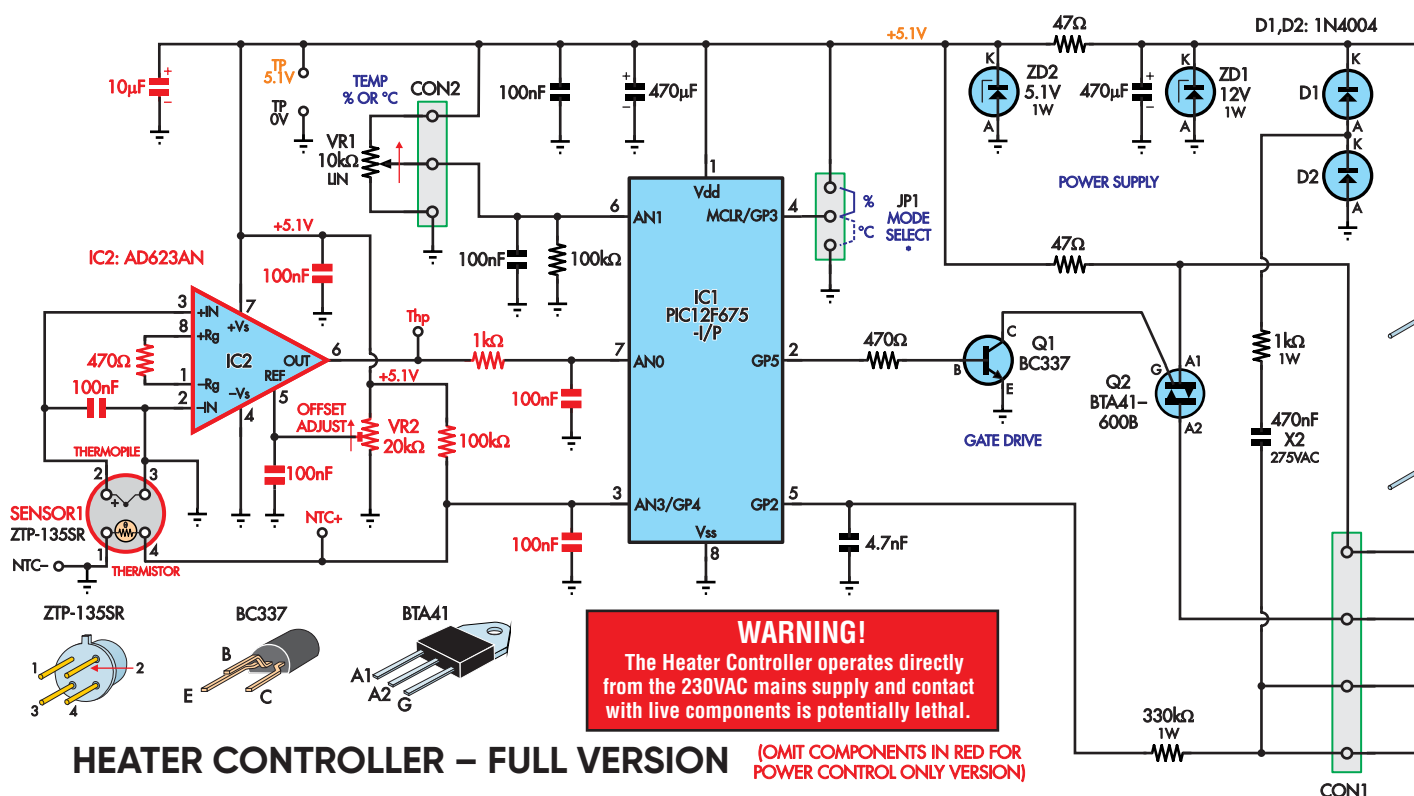 +5.1V
47Ω
D1,D2: 1N4004
10µF
+
−
TP
5.1V
TP
0V
TEMP
% OR °C
CON2
VR1
10kΩ
LIN
100nF
+
−
470µF
K
ZD2
5.1V
1W
A
470µF
+
−
K
ZD1
12V
1W
A
K
D1
A
K
D2
A
POWER SUPPLY
1
Vdd
6
AN1
MCLR/GP3
4
%
°C
JP1
MODE
SELECT
*
100nF
100kΩ
IC1
PIC12F675
-I/P
+5.1V
IC2: AD623AN
100nF
47Ω
3
+IN
8
+Rg
7
+Vs
IC2
OUT
6
REF
5
1
−Rg
−Vs
4
2
−IN
470Ω
100nF
Thp
1kΩ
7
AN0
GP5
2
470Ω
C
Q1
BC337
B
E
GATE DRIVE
G
A1
Q2
BTA41–
600B
A2
1kΩ
1W
470nF
X2
275VAC
+5.1V
OFFSET
ADJUST
VR2
20kΩ
100kΩ
100nF
100nF
THERMOPILE
2
3
+
SENSOR1
ZTP-135SR
θ
1
4
THERMISTOR
NTC–
NTC+
100nF
3
AN3/GP4
GP2
5
Vss
8
4.7nF
ZTP-135SR
1
2
3
4
BC337
B
E
C
BTA41
A1
A2
G
WARNING!
The Heater Controller operates directly
from the 230VAC mains supply and contact
with live components is potentially lethal.
330kΩ
1W
CON1
HEATER CONTROLLER – FULL VERSION
(OMIT COMPONENTS IN RED FOR
POWER CONTROL ONLY VERSION)